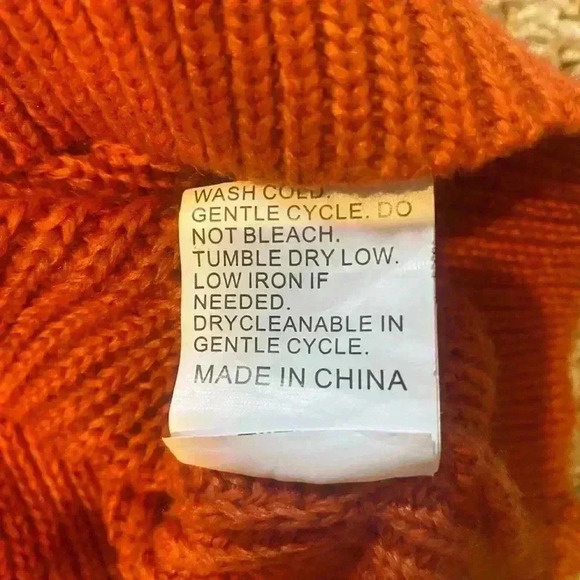 WASH COLD.
GENTLE CYCLE. DO
NOT BLEACH.
TUMBLE DRY LOW.
LOW IRON IF
NEEDED.
DRYCLEANABLE IN
GENTLE CYCLE.
MADE IN CHINA